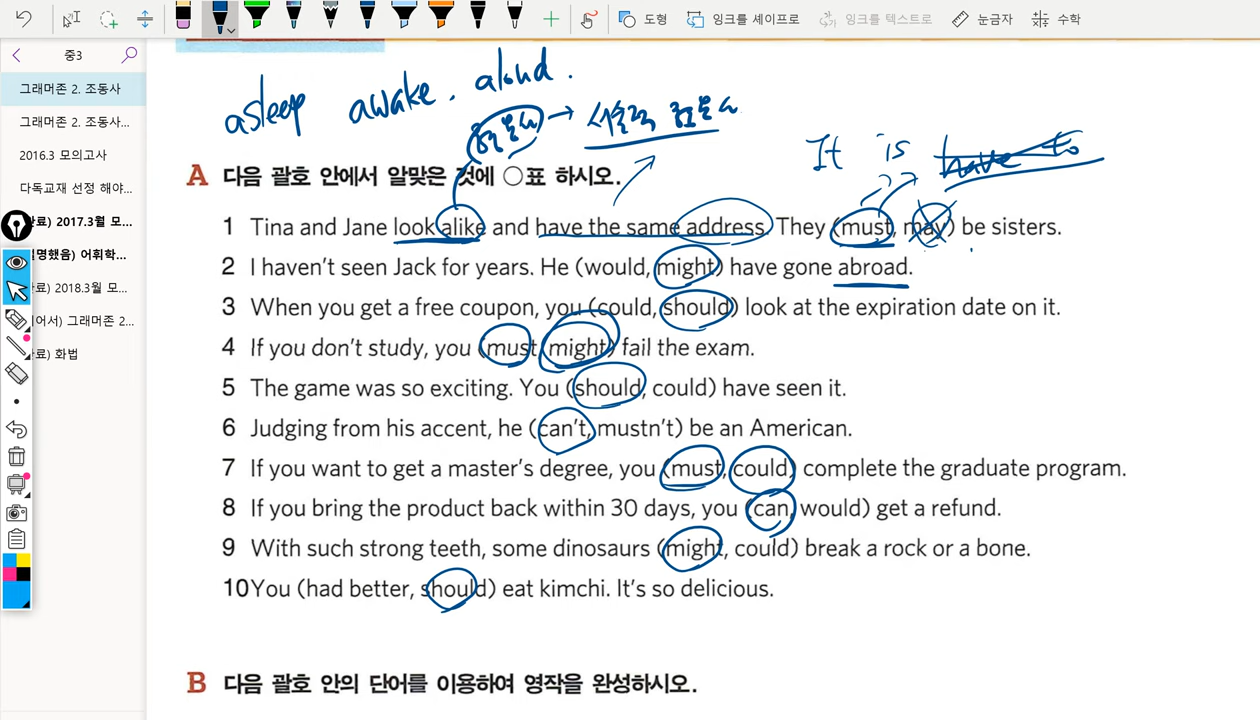 도형 잉크를 셰이프로 잉크를 텍스트로 눈금자 수학
중3
그래머존 2. 조동사
그래머존 2. 조동사...
2016.3 모의고사
다독교재 선정 해야...
료) 2017.3월 모...
명했음) 어휘학...
료) 2018.3월 모...
어서) 그래머존 2...
료) 화법
asleep awake. aloud.
형용사 → 서술적 형용사
It is have to
A 다음 괄호 안에서 알맞은 것에 ○표 하시오.
1 Tina and Jane look alike and have the same address. They (must, may) be sisters.
2 I haven't seen Jack for years. He (would, might) have gone abroad.
3 When you get a free coupon, you (could, should) look at the expiration date on it.
4 If you don't study, you (must, might) fail the exam.
5 The game was so exciting. You (should, could) have seen it.
6 Judging from his accent, he (can't, mustn't) be an American.
7 If you want to get a master's degree, you (must, could) complete the graduate program.
8 If you bring the product back within 30 days, you (can, would) get a refund.
9 With such strong teeth, some dinosaurs (might, could) break a rock or a bone.
10 You (had better, should) eat kimchi. It's so delicious.
B 다음 괄호 안의 단어를 이용하여 영작을 완성하시오.